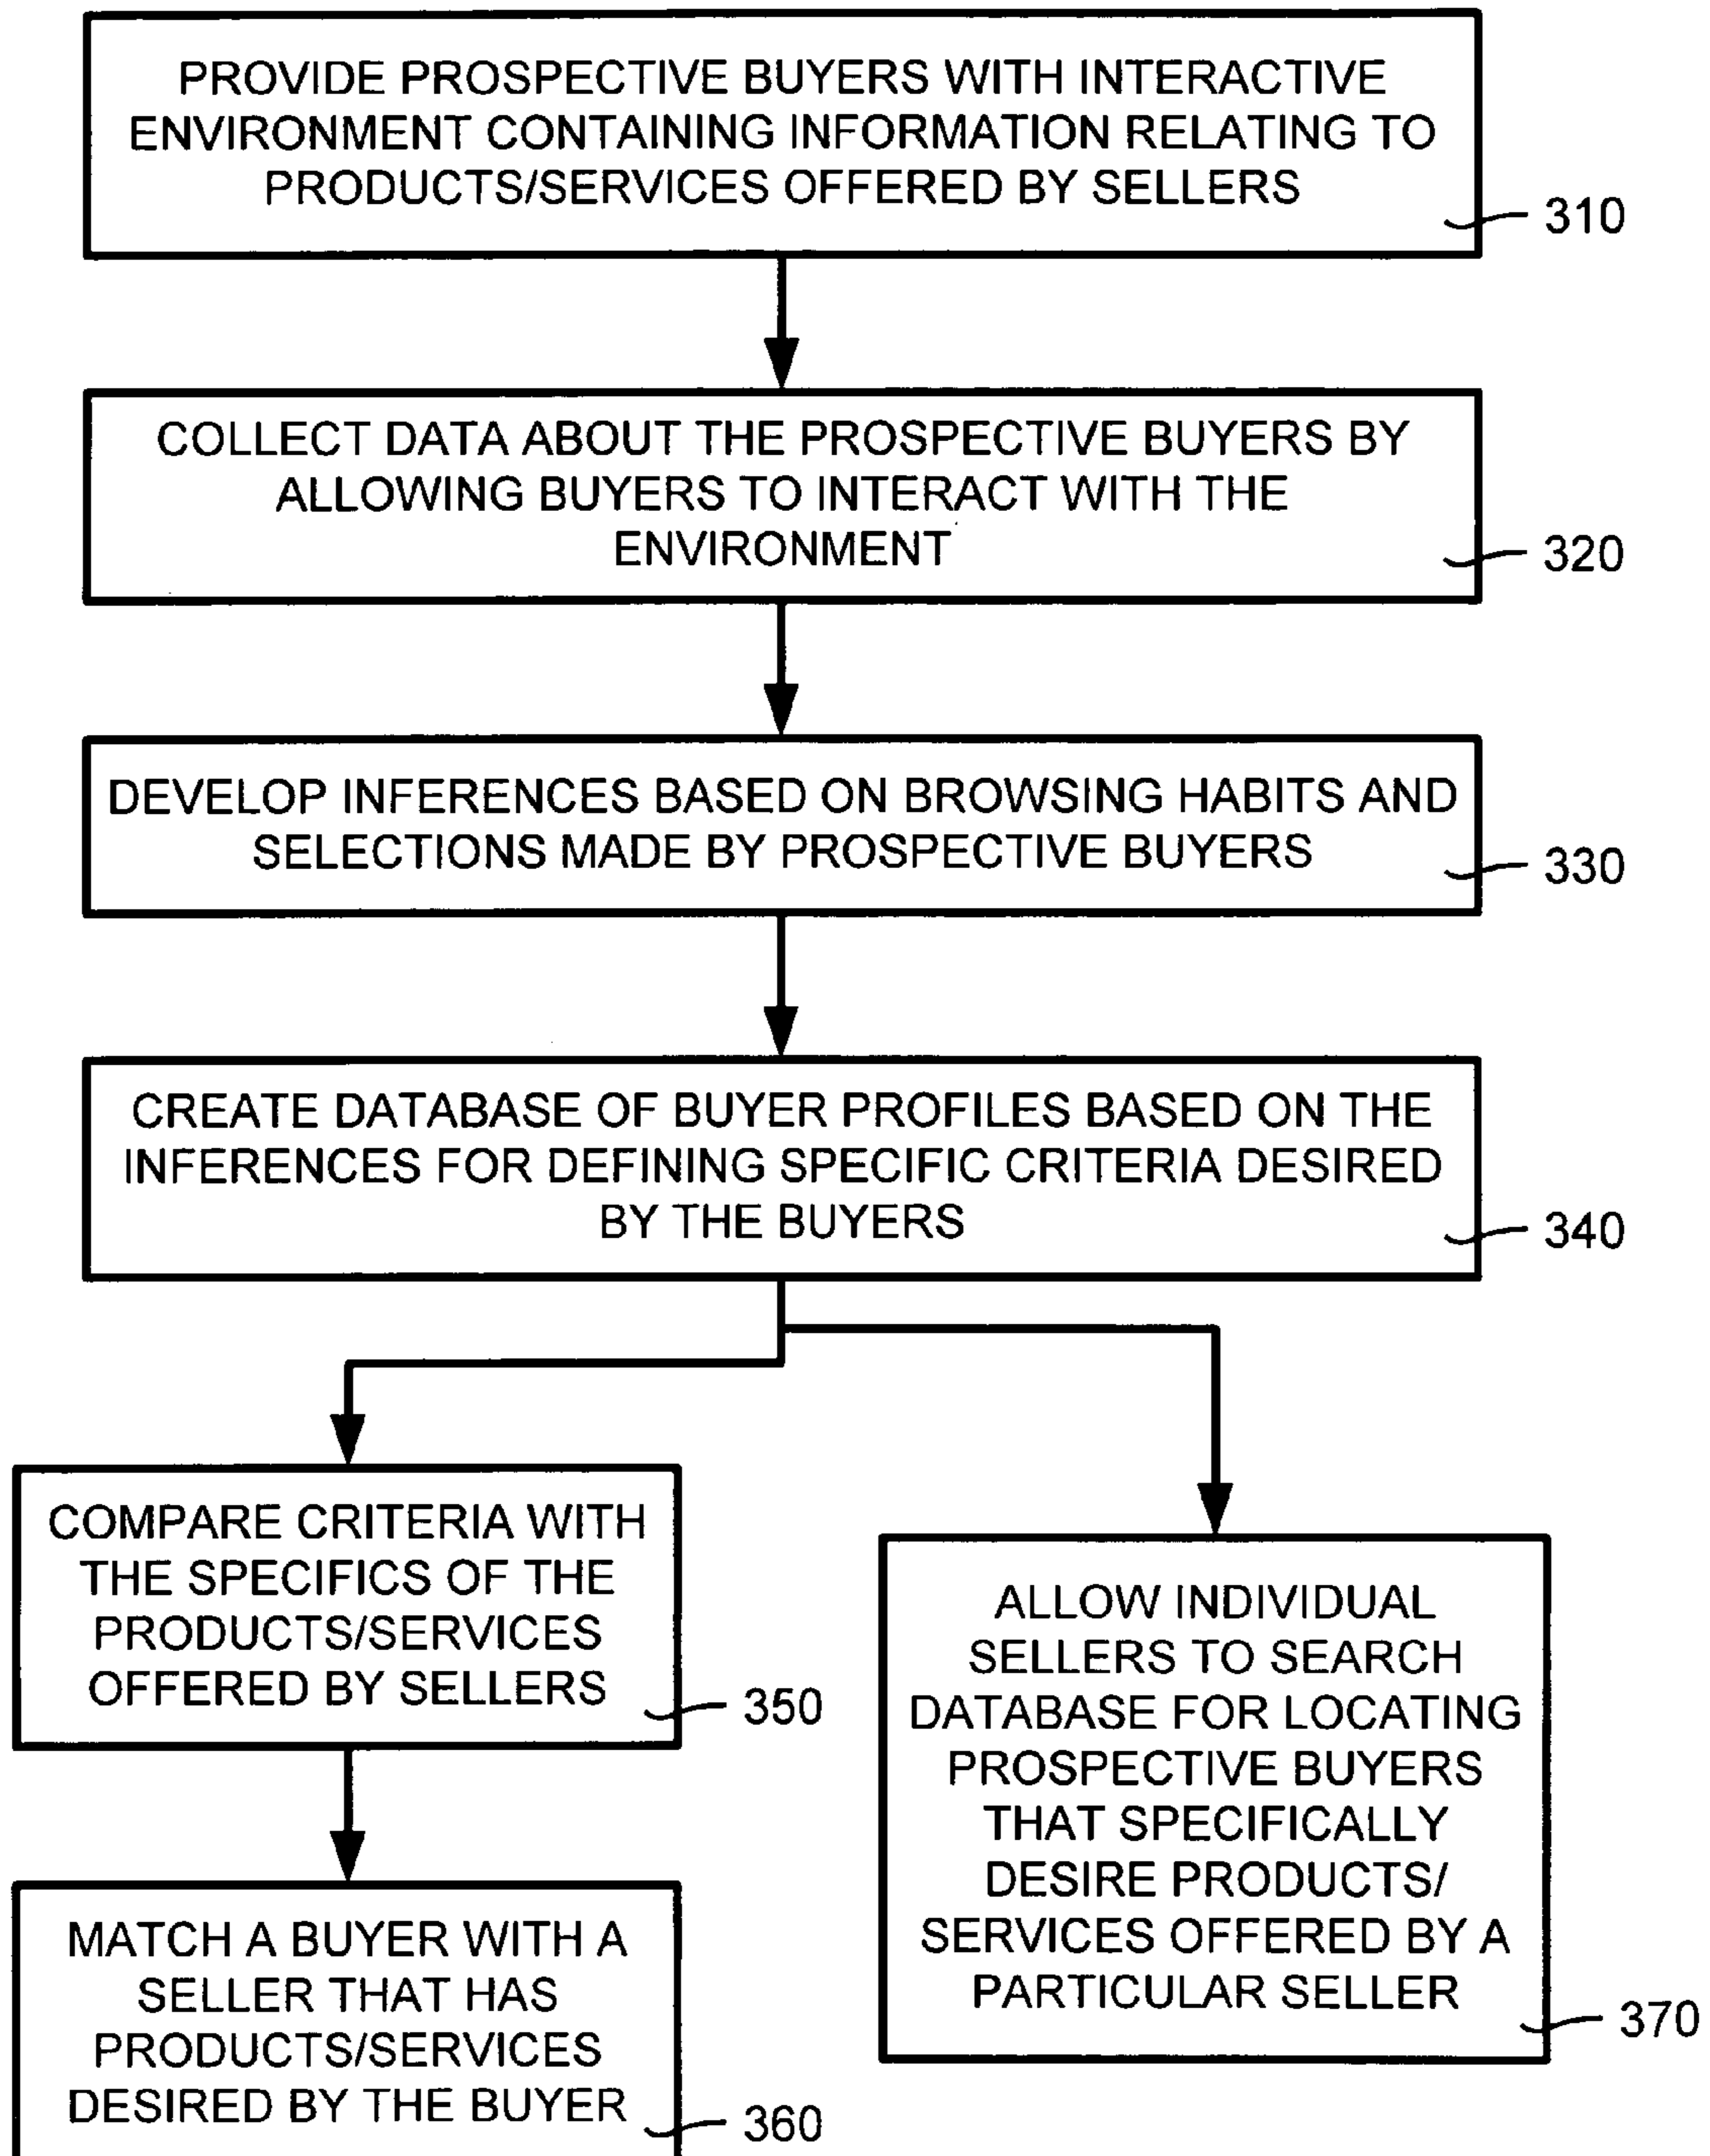 PROVIDE PROSPECTIVE BUYERS WITH INTERACTIVE
ENVIRONMENT CONTAINING INFORMATION RELATING TO
PRODUCTS/SERVICES OFFERED BY SELLERS
310
COLLECT DATA ABOUT THE PROSPECTIVE BUYERS BY
ALLOWING BUYERS TO INTERACT WITH THE
ENVIRONMENT
320
DEVELOP INFERENCES BASED ON BROWSING HABITS AND
SELECTIONS MADE BY PROSPECTIVE BUYERS
330
CREATE DATABASE OF BUYER PROFILES BASED ON THE
INFERENCES FOR DEFINING SPECIFIC CRITERIA DESIRED
BY THE BUYERS
340
COMPARE CRITERIA WITH
THE SPECIFICS OF THE
PRODUCTS/SERVICES
OFFERED BY SELLERS
350
MATCH A BUYER WITH A
SELLER THAT HAS
PRODUCTS/SERVICES
DESIRED BY THE BUYER
360
ALLOW INDIVIDUAL
SELLERS TO SEARCH
DATABASE FOR LOCATING
PROSPECTIVE BUYERS
THAT SPECIFICALLY
DESIRE PRODUCTS/
SERVICES OFFERED BY A
PARTICULAR SELLER
370